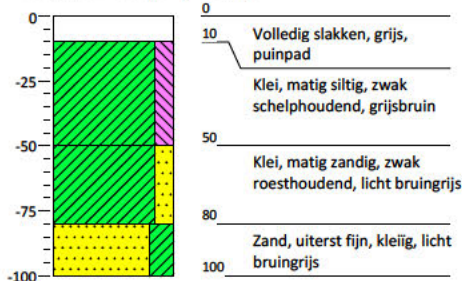 0
-25
-50
-75
-100
0
Volledig slakken, grijs,
10
puinpad
Klei, matig siltig, zwak
schelphoudend, grijsbruin
50
Klei, matig zandig, zwak
roesthoudend, licht bruingrijs
80
Zand, uiterst fijn, kleiïg, licht
bruingrijs
100